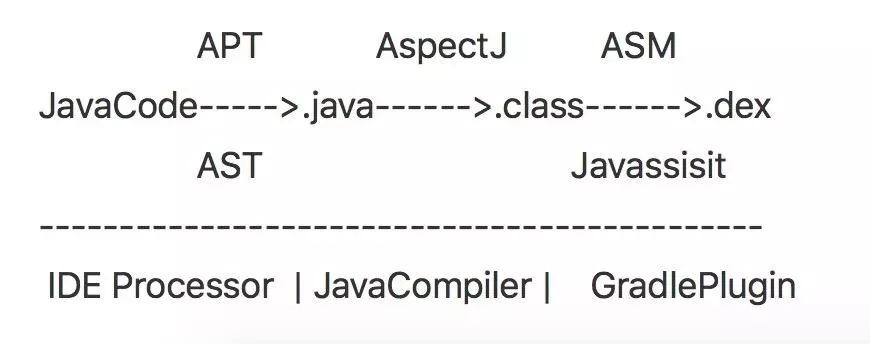 APT AspectJ ASM
JavaCode----->.java------>.class------>.dex
AST Javassisit
---------------------------------------------
IDE Processor | JavaCompiler | GradlePlugin